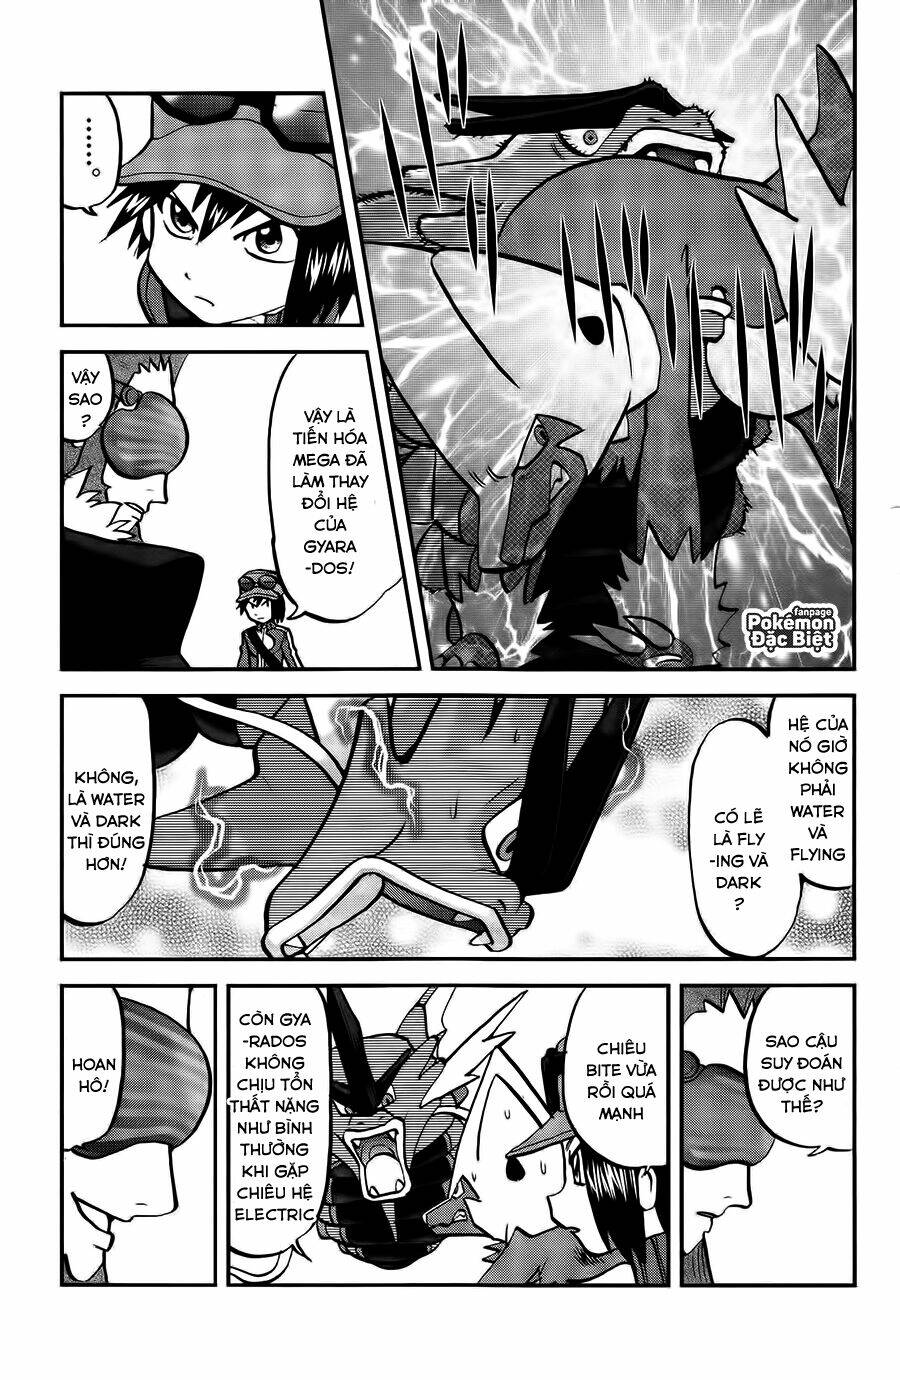 ………。
fanpage
Pokémon
Đặc Biệt
VẬY LÀ
TIẾN HÓA
MEGA ĐÃ
LÀM THAY
ĐỔI HỆ
CỦA
GYARA
-DOS!
VẬY
SAO
?
HỆ CỦA
NÓ GIỜ
KHÔNG
PHẢI
WATER
VÀ
FLYING
CÓ LẼ
LÀ FLY
-ING VÀ
DARK
?
KHÔNG,
LÀ WATER
VÀ DARK
THÌ ĐÚNG
HƠN!
SAO CẬU
SUY ĐOÁN
ĐƯỢC NHƯ
THẾ?
CHIÊU
BITE VỪA
RỒI QUÁ
MẠNH
CÒN GYA
-RADOS
KHÔNG
CHỊU TỔN
THẤT NẶNG
NHƯ BÌNH
THƯỜNG
KHI GẶP
CHIÊU HỆ
ELECTRIC
HOAN
HÔ!